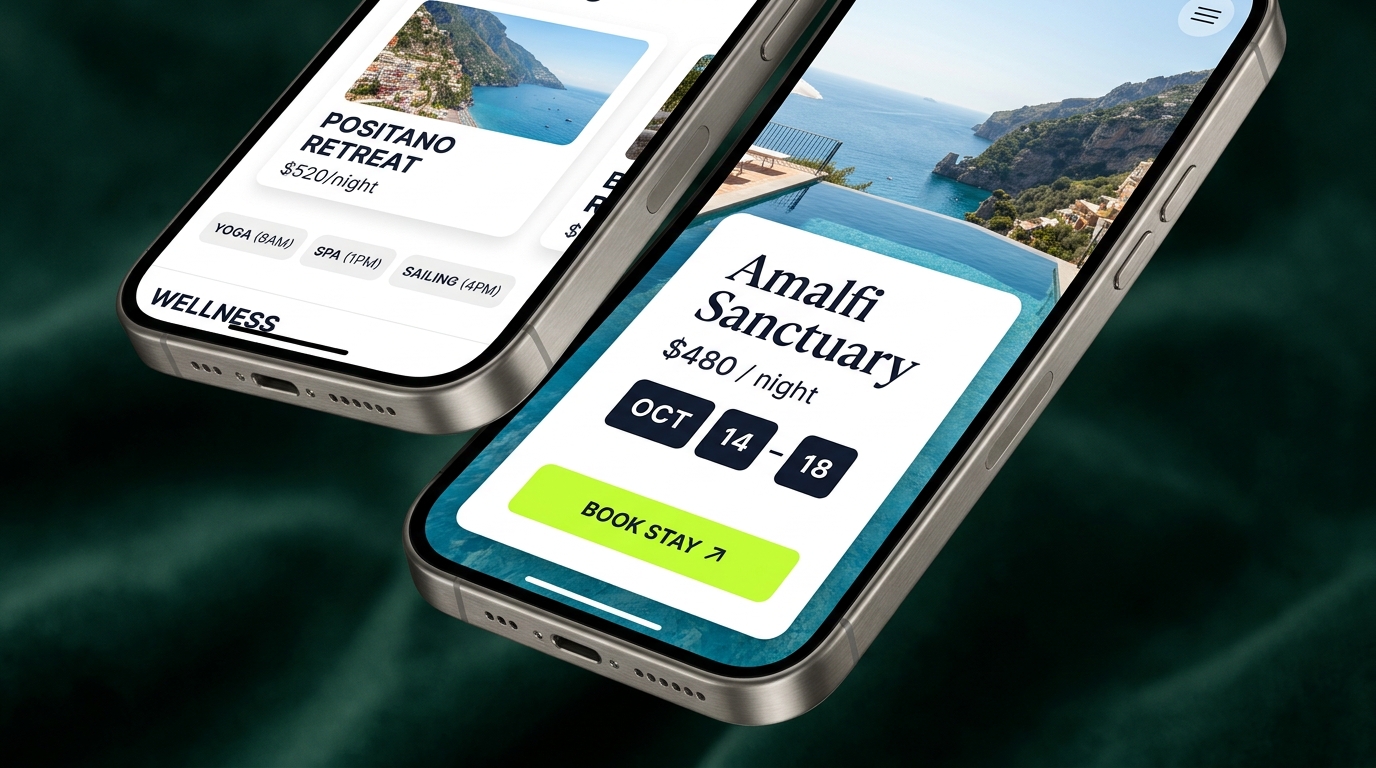 POSITANO
RETREAT
$520/night
YOGA (8AM)
SPA (1PM)
SAILING (4PM)
WELLNESS
Amalfi
Sanctuary
$480 / night
OCT 14 – 18
BOOK STAY ↗